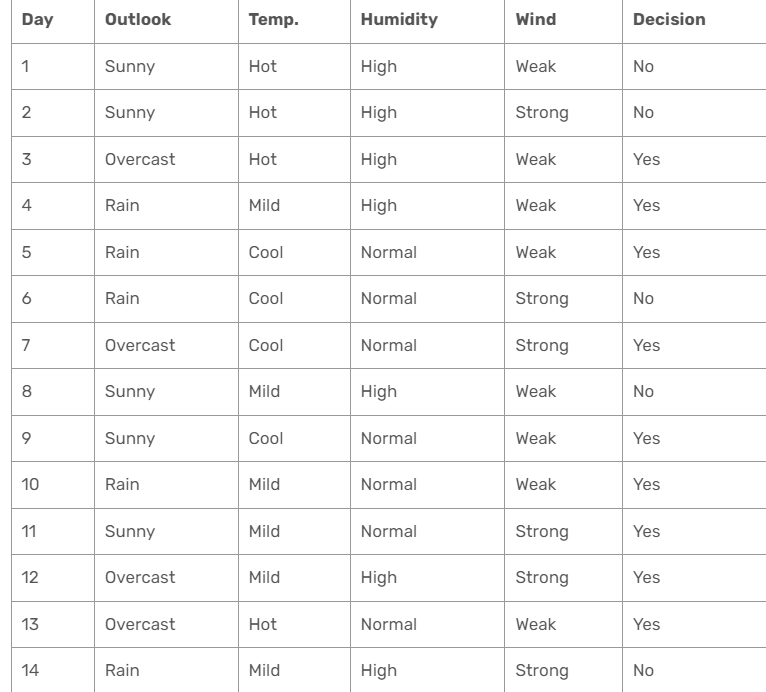 Day Outlook Temp. Humidity Wind Decision
1 Sunny Hot High Weak No
2 Sunny Hot High Strong No
3 Overcast Hot High Weak Yes
4 Rain Mild High Weak Yes
5 Rain Cool Normal Weak Yes
6 Rain Cool Normal Strong No
7 Overcast Cool Normal Strong Yes
8 Sunny Mild High Weak No
9 Sunny Cool Normal Weak Yes
10 Rain Mild Normal Weak Yes
11 Sunny Mild Normal Strong Yes
12 Overcast Mild High Strong Yes
13 Overcast Hot Normal Weak Yes
14 Rain Mild High Strong No